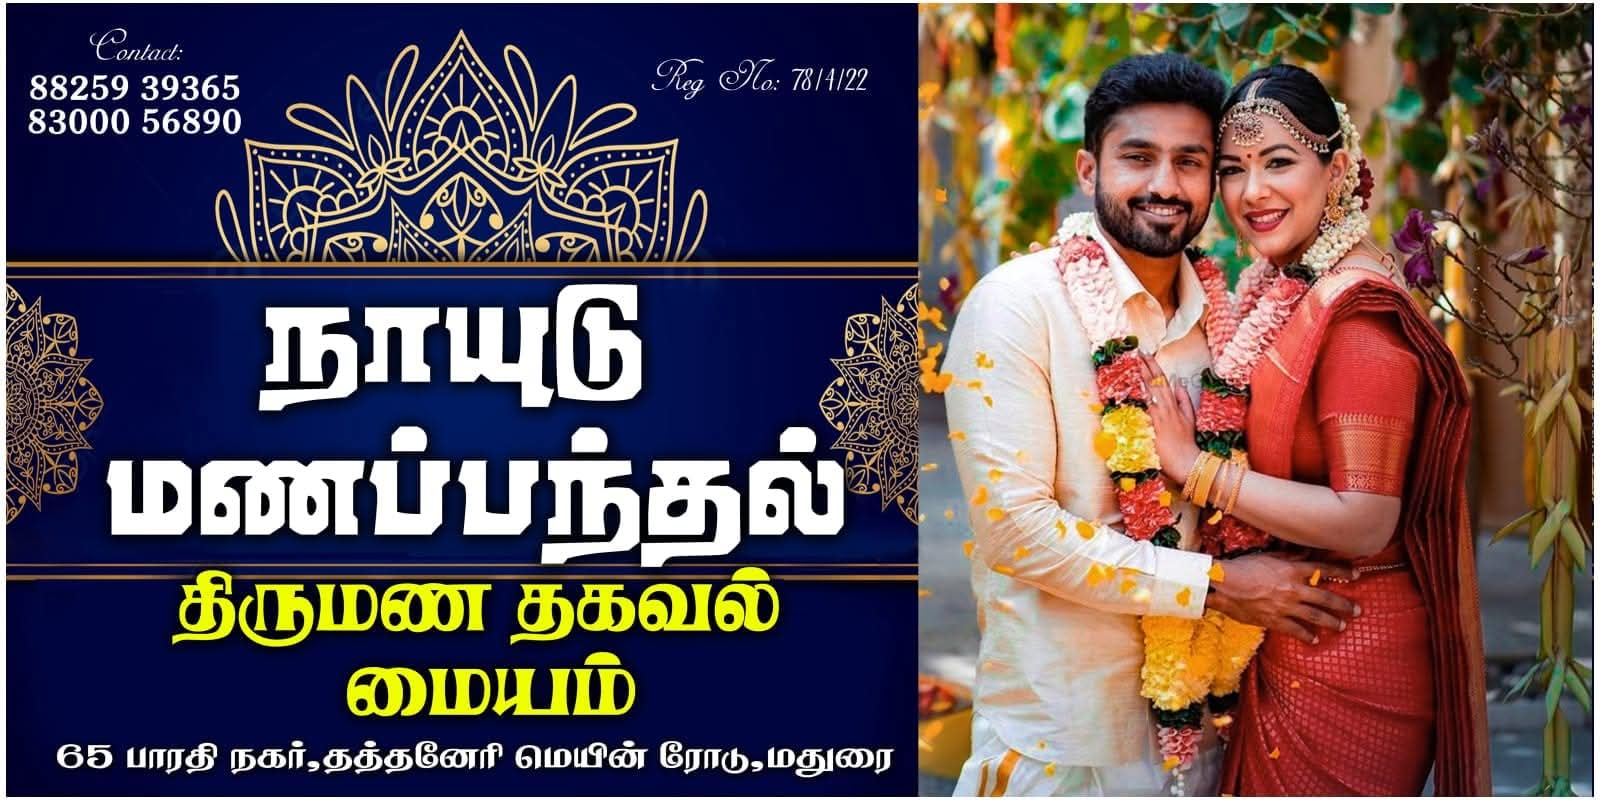 Contact:
88259 39365
83000 56890
Reg No: 78/4/22
நாயுடு
மணப்பந்தல்
திருமண தகவல்
மையம்
65 பாரதி நகர்,தத்தனேரி மெயின் ரோடு,மதுரை